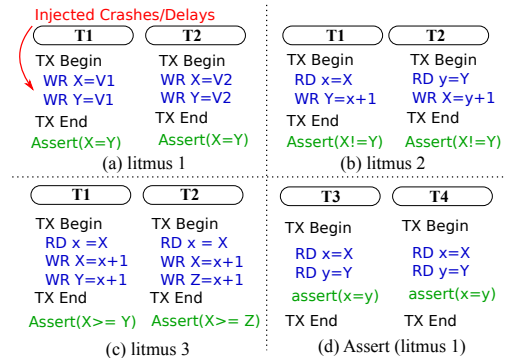 Injected Crashes/Delays
T1
TX Begin
WR X=V1
WR Y=V1
TX End
Assert(X=Y)
T2
TX Begin
WR X=V2
WR Y=V2
TX End
Assert(X=Y)
(a) litmus 1
T1
TX Begin
RD x=X
WR Y=x+1
TX End
Assert(X!=Y)
T2
TX Begin
RD y=Y
WR X=y+1
TX End
Assert(X!=Y)
(b) litmus 2
T1
TX Begin
RD x =X
WR X=x+1
WR Y=x+1
TX End
Assert(X>= Y)
T2
TX Begin
RD x = X
WR X=x+1
WR Z=x+1
TX End
Assert(X>= Z)
(c) litmus 3
T3
TX Begin
RD x=X
RD y=Y
assert(x=y)
TX End
T4
TX Begin
RD x=X
RD y=Y
assert(x=y)
TX End
(d) Assert (litmus 1)